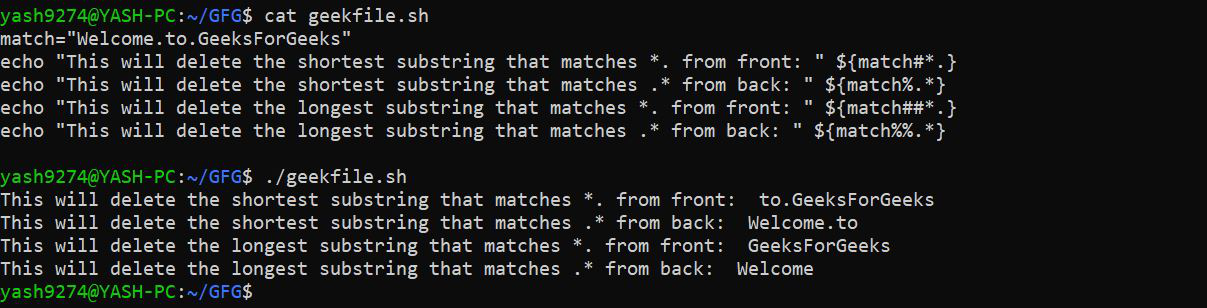 yash9274@YASH-PC:~/GFG$ cat geekfile.sh
match="Welcome.to.GeeksForGeeks"
echo "This will delete the shortest substring that matches *. from front: " ${match#*.}
echo "This will delete the shortest substring that matches .* from back: " ${match%.*}
echo "This will delete the longest substring that matches *. from front: " ${match##*.}
echo "This will delete the longest substring that matches .* from back: " ${match%%.*}
yash9274@YASH-PC:~/GFG$ ./geekfile.sh
This will delete the shortest substring that matches *. from front:  to.GeeksForGeeks
This will delete the shortest substring that matches .* from back:  Welcome.to
This will delete the longest substring that matches *. from front:  GeeksForGeeks
This will delete the longest substring that matches .* from back:  Welcome
yash9274@YASH-PC:~/GFG$